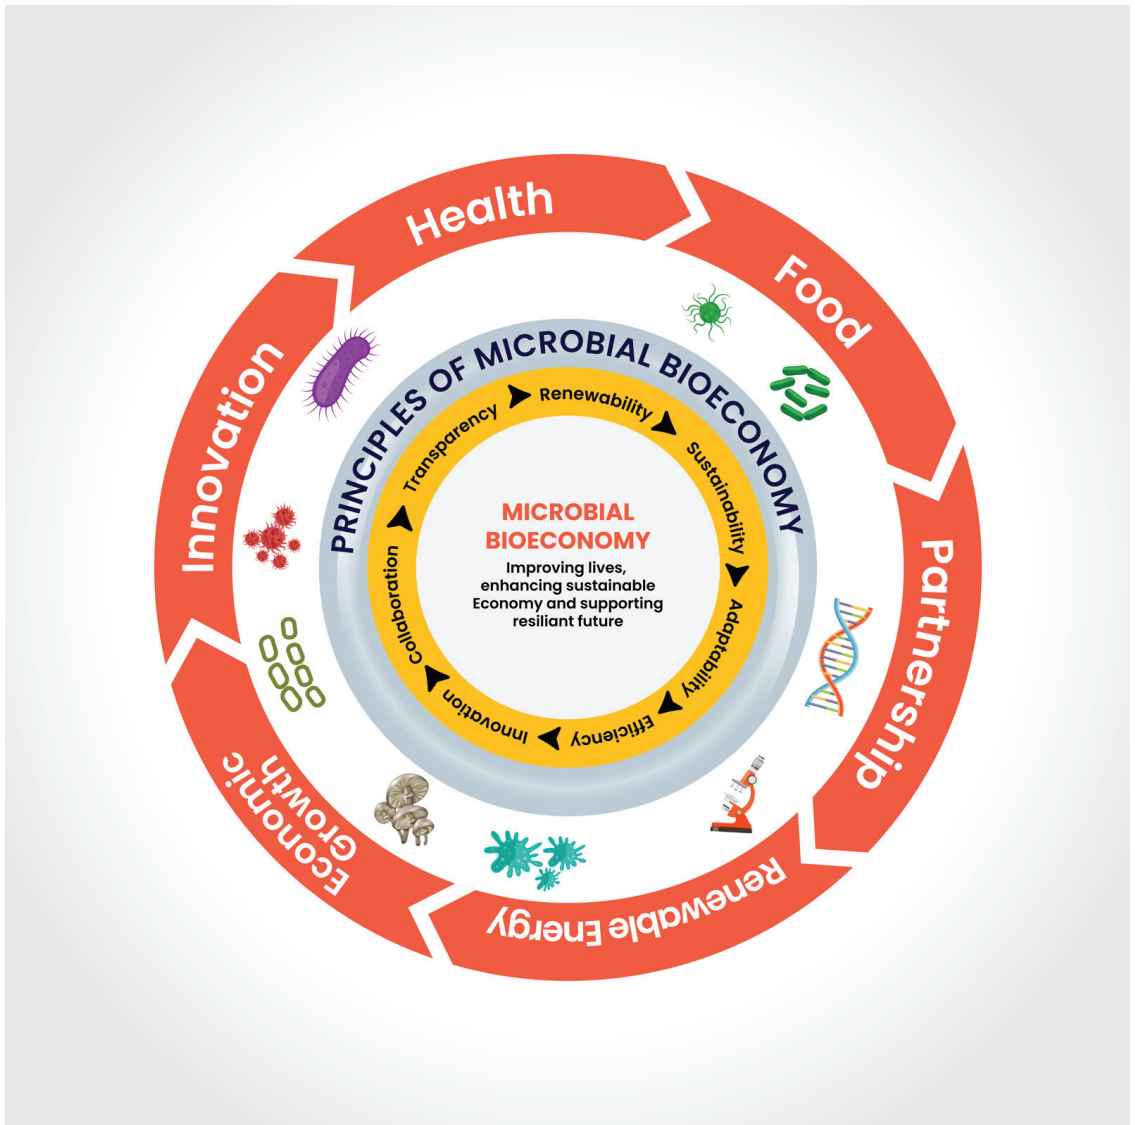 Health
Food
Partnership
Renewable Energy
Economic
Growth
Innovation
PRINCIPLES OF MICROBIAL BIOECONOMY
Renewability
Sustainability
Adaptability
Efficiency
Innovation
Collaboration
Transparency
MICROBIAL
BIOECONOMY
Improving lives,
enhancing sustainable
Economy and supporting
resiliant future